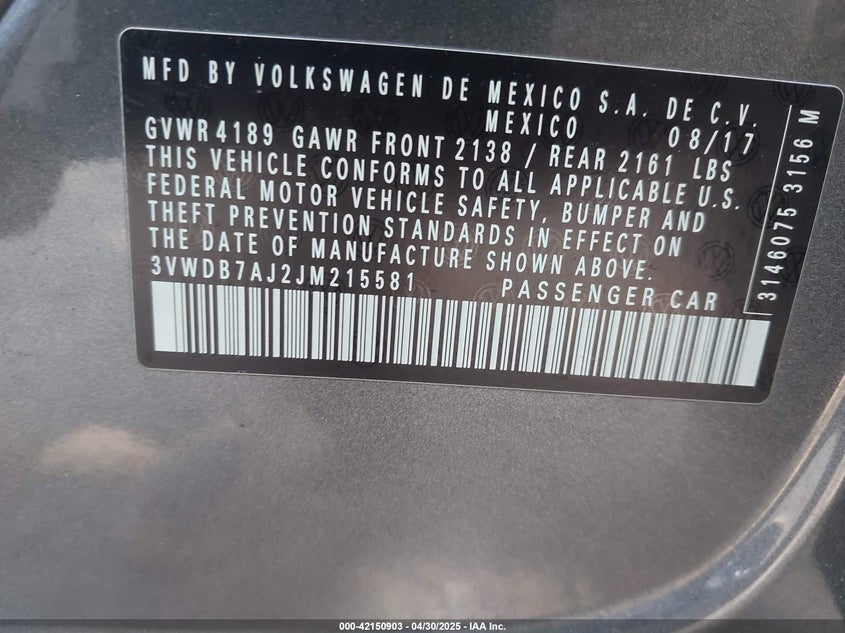 MFD BY VOLKSWAGEN DE MEXICO S.A. DE C.V.
MEXICO 08/17
GVWR 4189 GAWR FRONT 2138 / REAR 2161 LBS
THIS VEHICLE CONFORMS TO ALL APPLICABLE U.S.
FEDERAL MOTOR VEHICLE SAFETY, BUMPER AND
THEFT PREVENTION STANDARDS IN EFFECT ON
THE DATE OF MANUFACTURE SHOWN ABOVE.
3VWDB7AJ2JM215581 PASSENGER CAR
3146075 3156 M
000-42150903 - 04/30/2025 - IAA Inc.